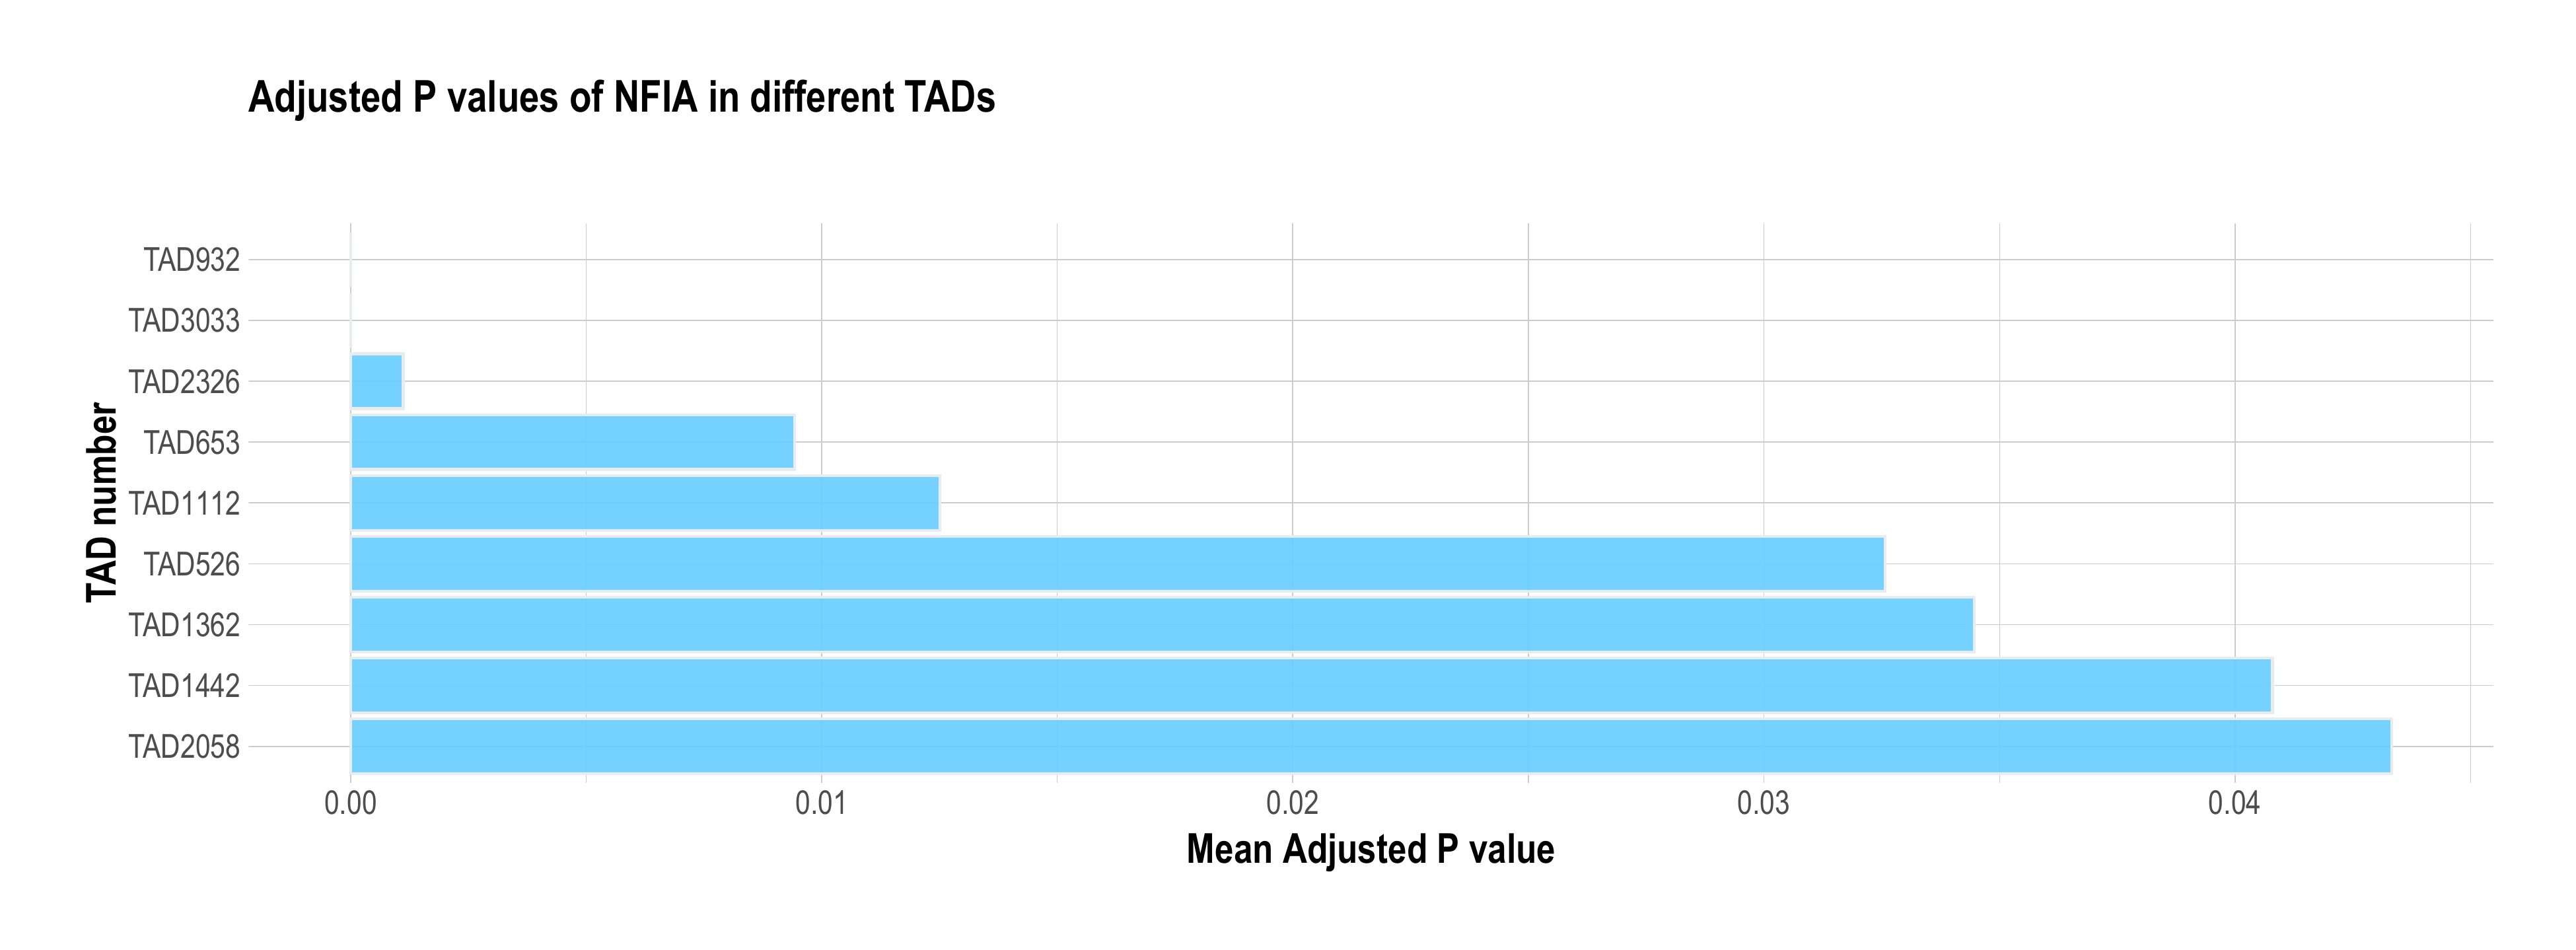 Adjusted P values of NFIA in different TADs
TAD number
TAD932
TAD3033
TAD2326
TAD653
TAD1112
TAD526
TAD1362
TAD1442
TAD2058
0.00 0.01 0.02 0.03 0.04
Mean Adjusted P value